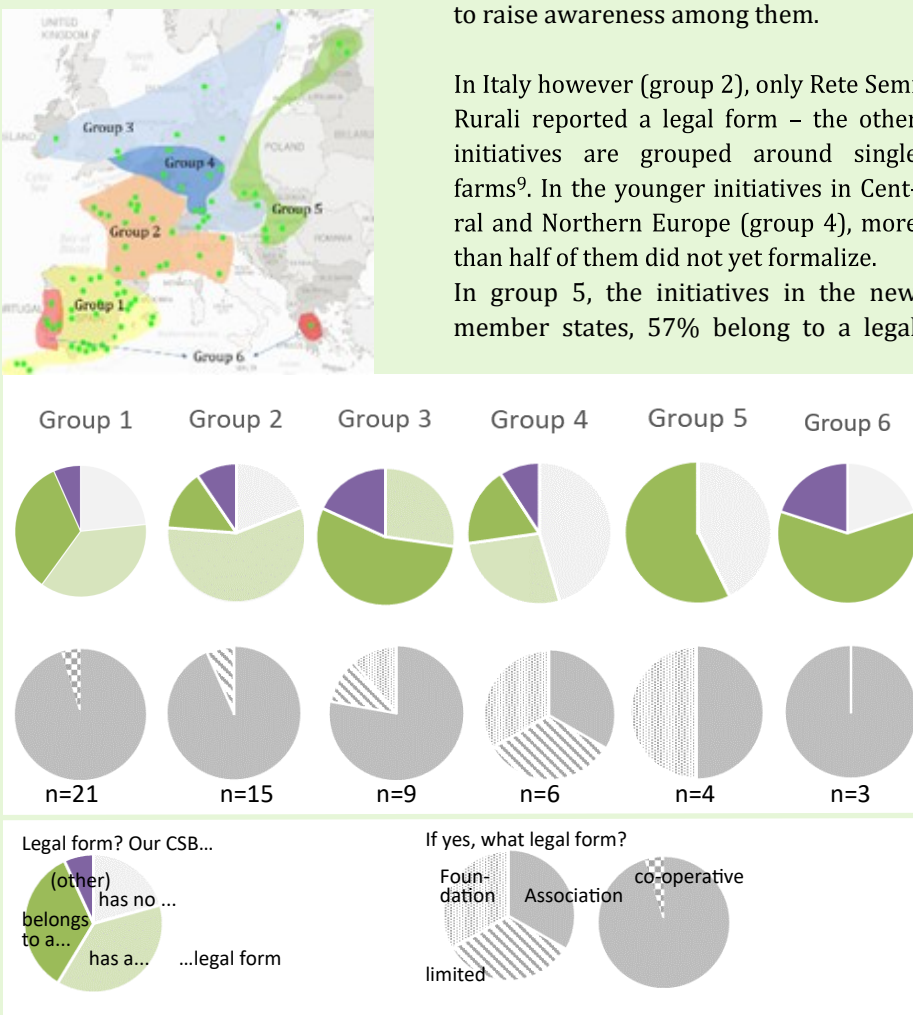 to raise awareness among them.
In Italy however (group 2), only Rete Semi
Rurali reported a legal form – the other
initiatives are grouped around single
farms⁹. In the younger initiatives in Cent-
ral and Northern Europe (group 4), more
than half of them did not yet formalize.
In group 5, the initiatives in the new
member states, 57% belong to a legal
UNITED
KINGDOM
Group 3
Group 4
POLAND
Group 5
Group 2
ROMANIA
Group 1
PORTUGAL
Group 6
Group 1 Group 2 Group 3 Group 4 Group 5 Group 6
n=21 n=15 n=9 n=6 n=4 n=3
Legal form? Our CSB...
(other)
has no ...
belongs
to a...
has a... ...legal form
If yes, what legal form?
Foun-
dation
Association
co-operative
limited